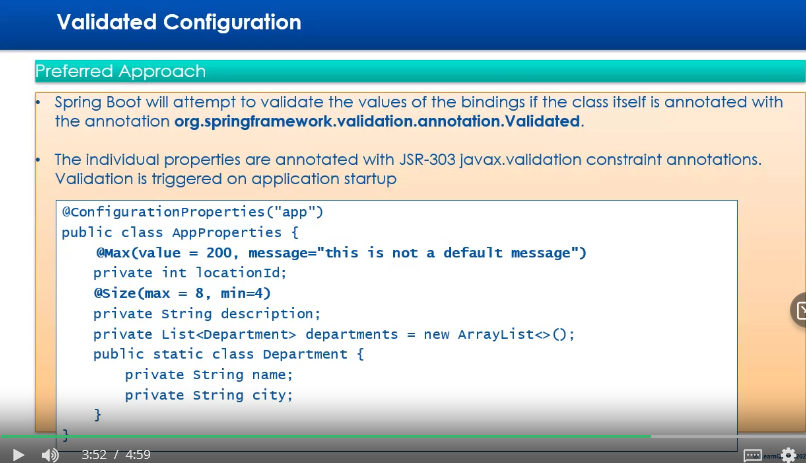 Validated Configuration
Preferred Approach
• Spring Boot will attempt to validate the values of the bindings if the class itself is annotated with
the annotation org.springframework.validation.annotation.Validated.
• The individual properties are annotated with JSR-303 javax.validation constraint annotations.
Validation is triggered on application startup
@ConfigurationProperties("app")
public class AppProperties {
@Max(value = 200, message="this is not a default message")
private int locationId;
@Size(max = 8, min=4)
private String description;
private List<Department> departments = new ArrayList<>();
public static class Department {
private String name;
private String city;
}
}
3:52 / 4:59